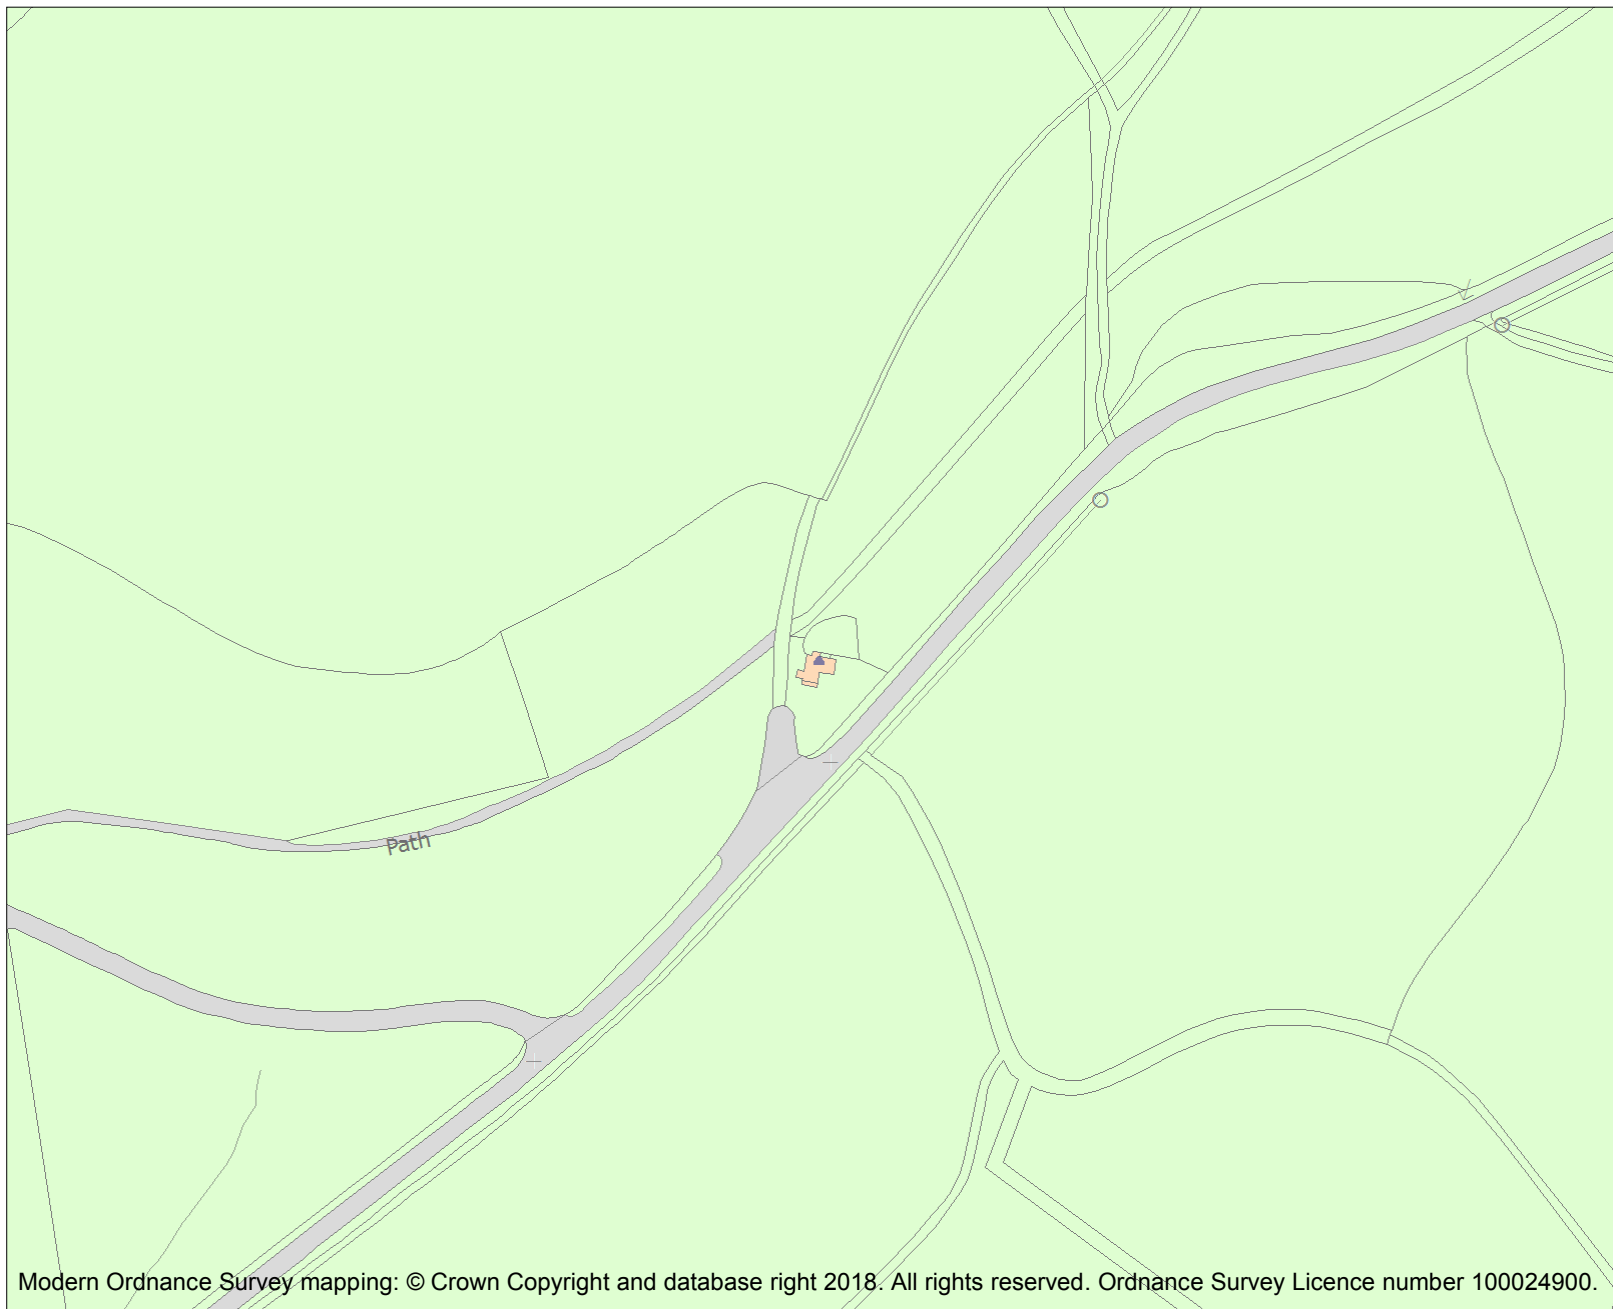 Path
Modern Ordnance Survey mapping: © Crown Copyright and database right 2018. All rights reserved. Ordnance Survey Licence number 100024900.